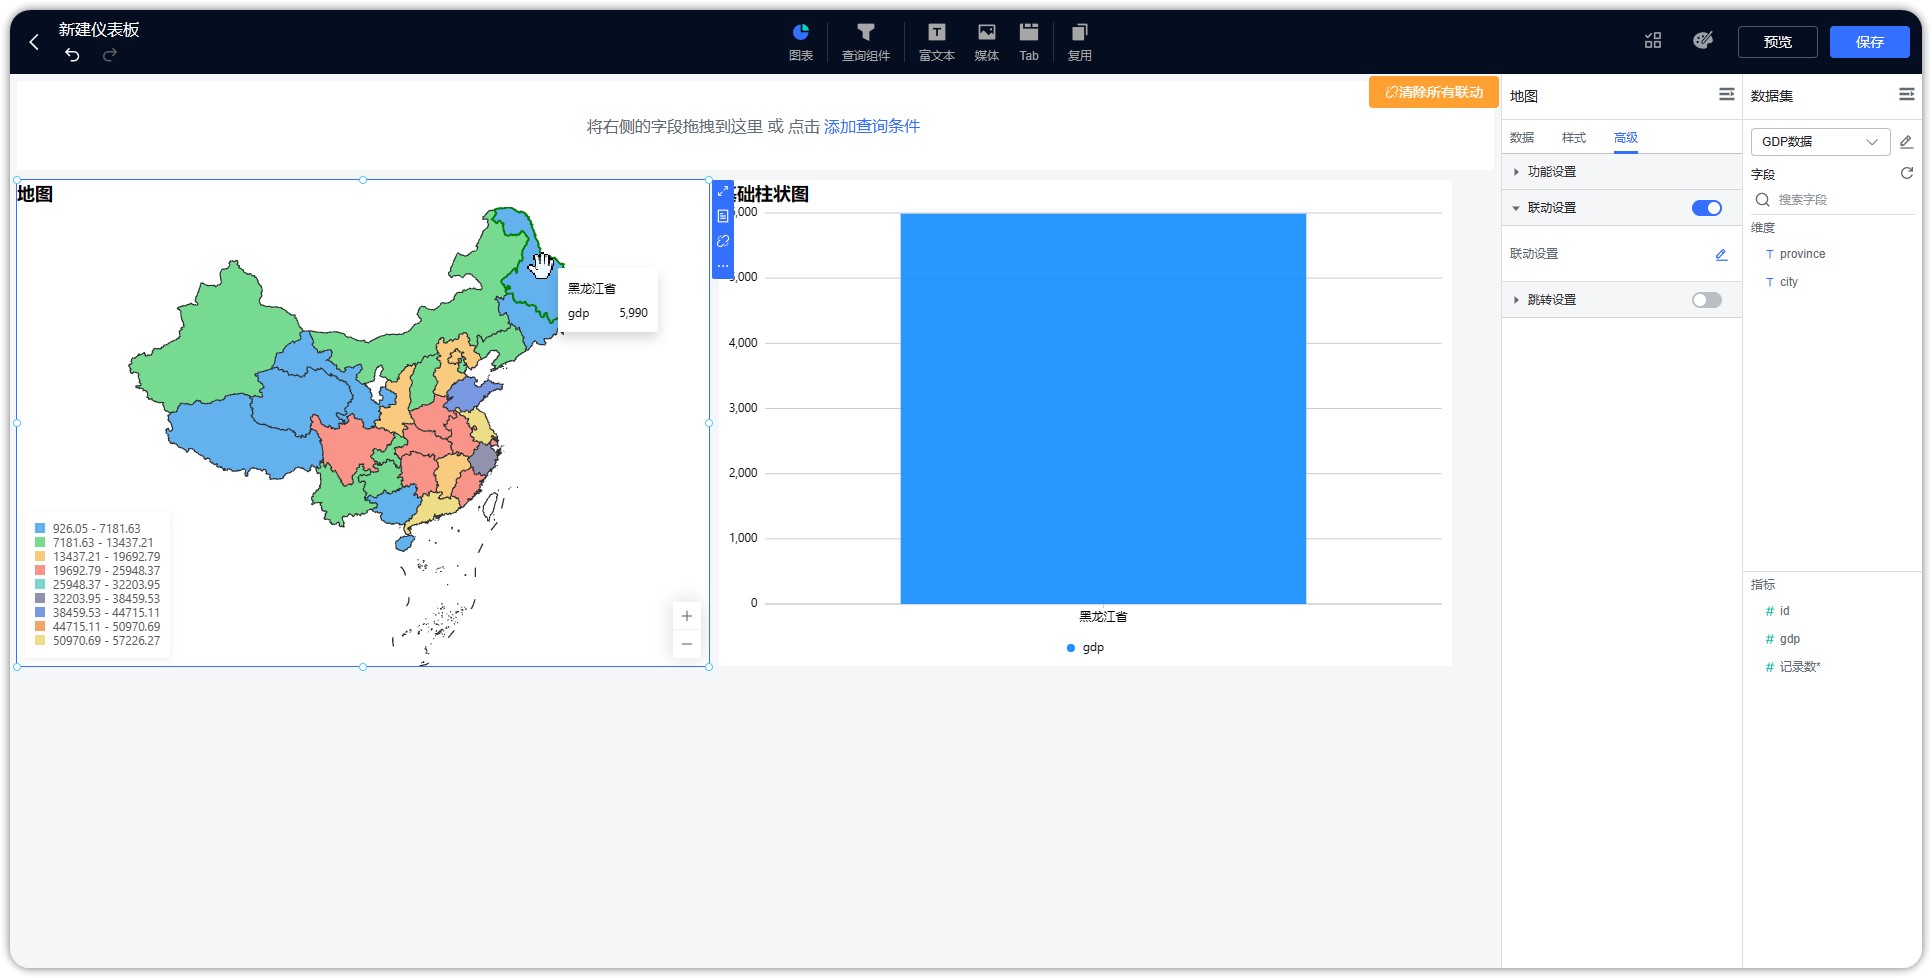 新建仪表板
图表
查询组件
富文本
媒体
Tab
复用
预览
保存
清除所有联动
将右侧的字段拖拽到这里 或 点击 添加查询条件
地图
黑龙江省
gdp 5,990
926.05 - 7181.63
7181.63 - 13437.21
13437.21 - 19692.79
19692.79 - 25948.37
25948.37 - 32203.95
32203.95 - 38459.53
38459.53 - 44715.11
44715.11 - 50970.69
50970.69 - 57226.27
础柱状图
,000
,000
4,000
3,000
2,000
1,000
0
黑龙江省
gdp
地图
数据
样式
高级
功能设置
联动设置
联动设置
跳转设置
数据集
GDP数据
字段
搜索字段
维度
T province
T city
指标
# id
# gdp
# 记录数*